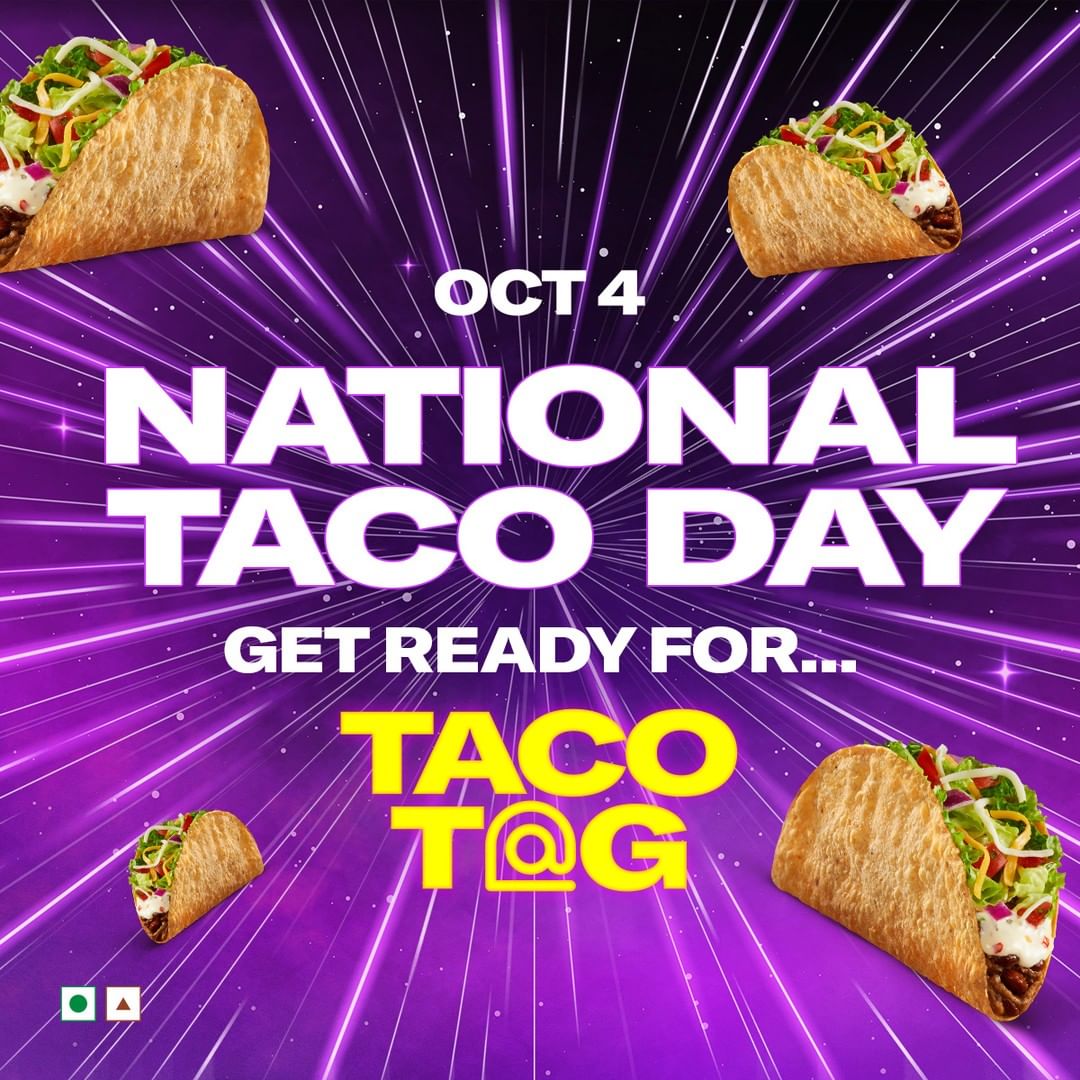 OCT 4
NATIONAL
TACO DAY
GET READY FOR...
TACO
T@G